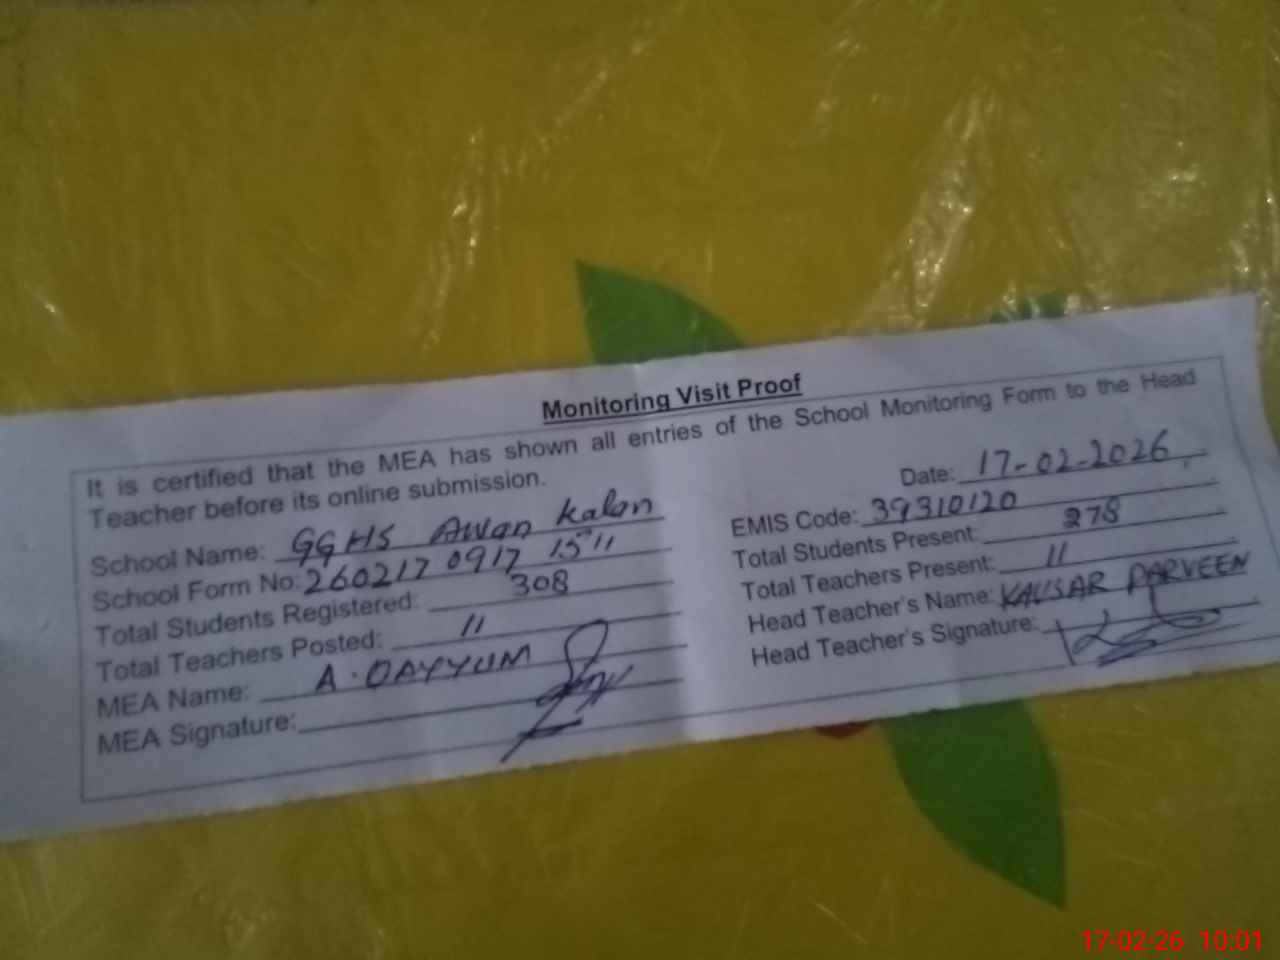 Monitoring Visit Proof
It is certified that the MEA has shown all entries of the School Monitoring Form to the Head
Teacher before its online submission.
Date: 17-02-2026
School Name: GGHS Awan Kalan
EMIS Code: 39310120
School Form No: 260217 0917 1511
Total Students Present: 278
Total Students Registered: 308
Total Teachers Present: 11
Total Teachers Posted: 11
Head Teacher's Name: KAUSAR PARVEEN
MEA Name: A. QAYYUM
Head Teacher's Signature:
MEA Signature:
17-02-26 10:01